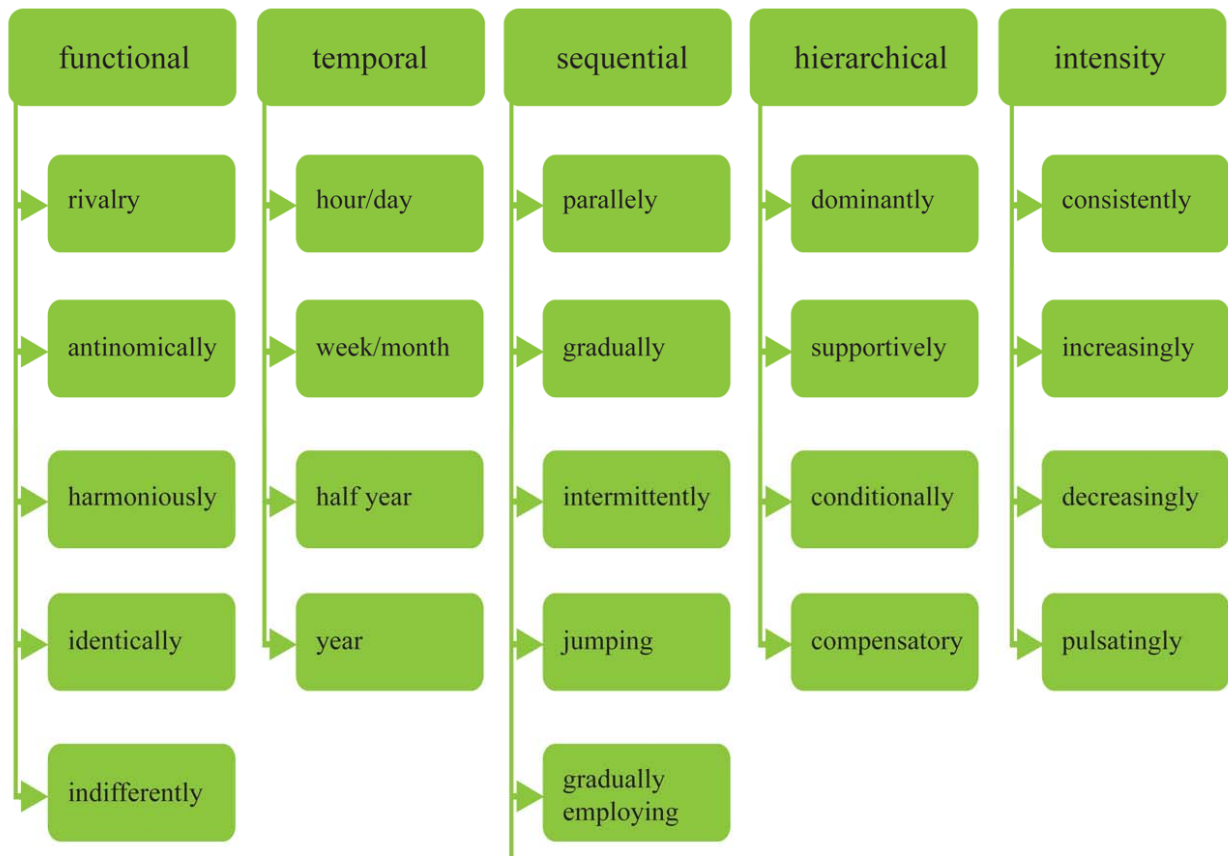 functional
temporal
sequential
hierarchical
intensity
rivalry
hour/day
parallely
dominantly
consistently
antinomically
week/month
gradually
supportively
increasingly
harmoniously
half year
intermittently
conditionally
decreasingly
identically
year
jumping
compensatory
pulsatingly
indifferently
gradually
employing